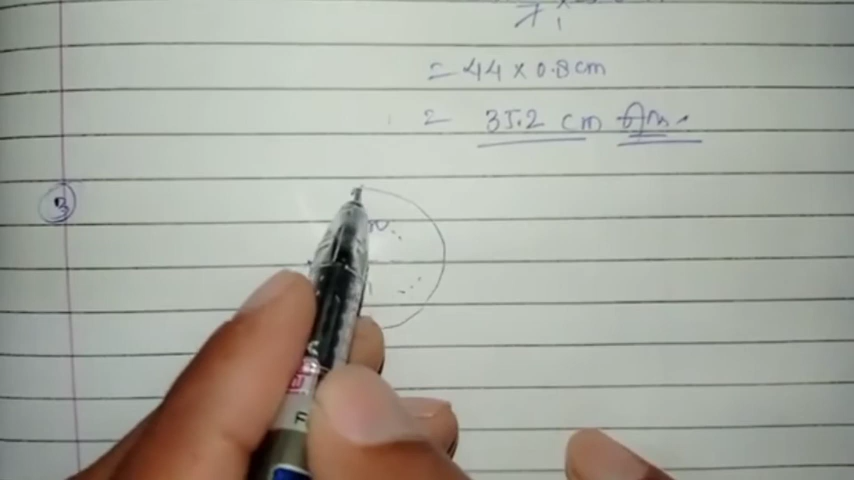 = 44 × 0.8 cm
= 35.2 cm Ans.
3